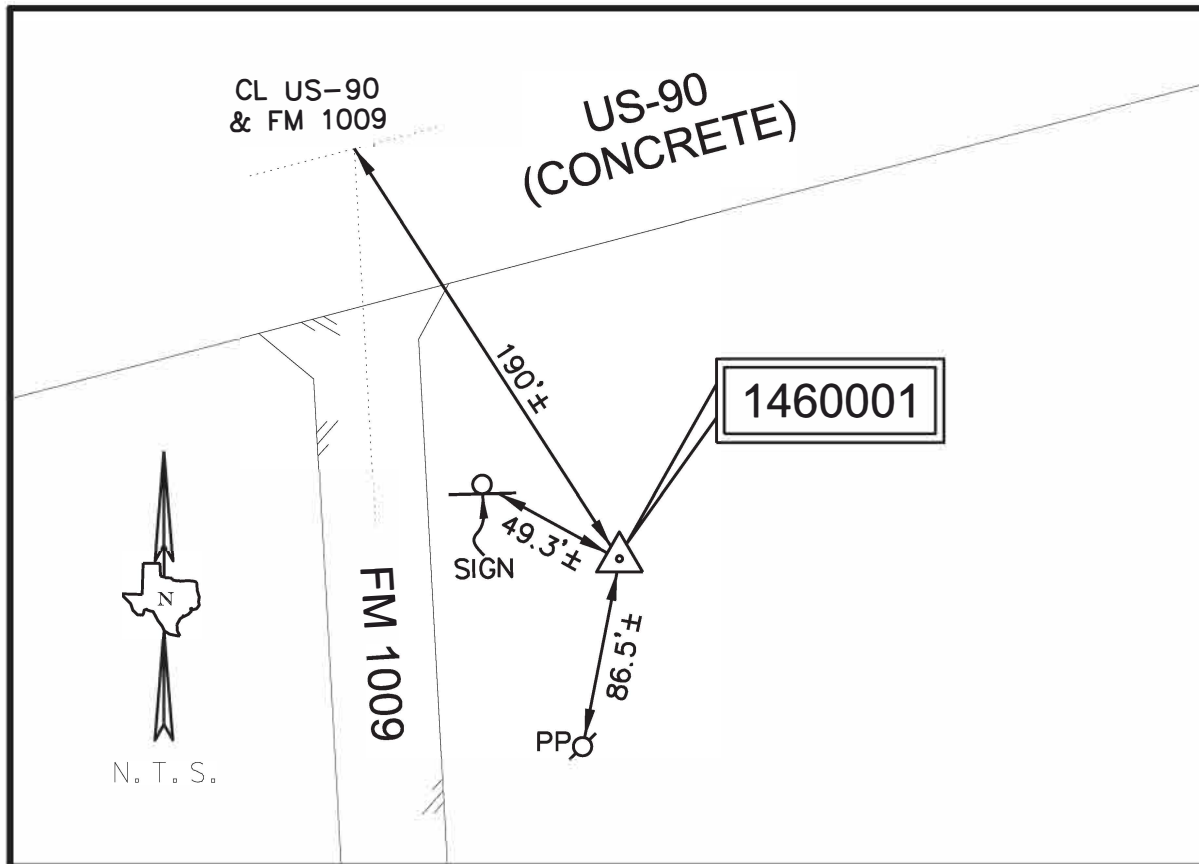 CL US-90
& FM 1009
US-90
(CONCRETE)
190'±
1460001
49.3'±
SIGN
FM 1009
86.5'±
PP
N
N. T. S.